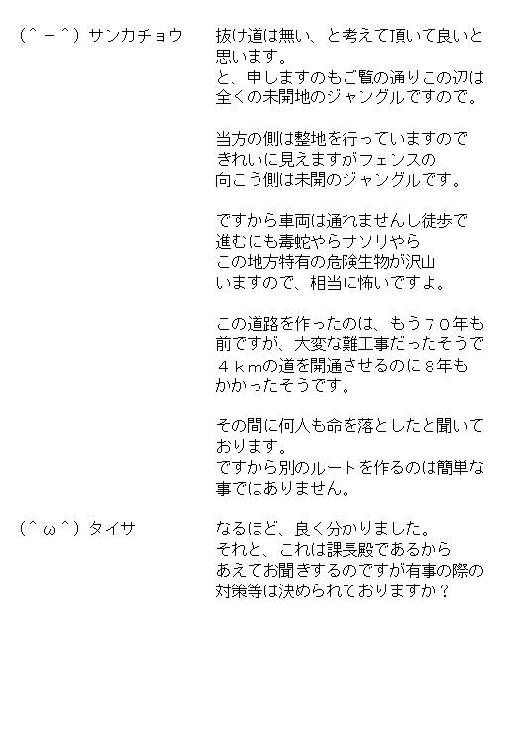 （＾－＾）サンカチョウ　　抜け道は無い、と考えて頂いて良いと
思います。
と、申しますのもご覧の通りこの辺は
全くの未開地のジャングルですので。
当方の側は整地を行っていますので
きれいに見えますがフェンスの
向こう側は未開のジャングルです。
ですから車両は通れませんし徒歩で
進むにも毒蛇やらサソリやら
この地方特有の危険生物が沢山
いますので、相当に怖いですよ。
この道路を作ったのは、もう７０年も
前ですが、大変な難工事だったそうで
４ｋｍの道を開通させるのに８年も
かかったそうです。
その間に何人も命を落としたと聞いて
おります。
ですから別のルートを作るのは簡単な
事ではありません。
（＾ω＾）タイサ　　なるほど、良く分かりました。
それと、これは課長殿であるから
あえてお聞きするのですが有事の際の
対策等は決められておりますか？